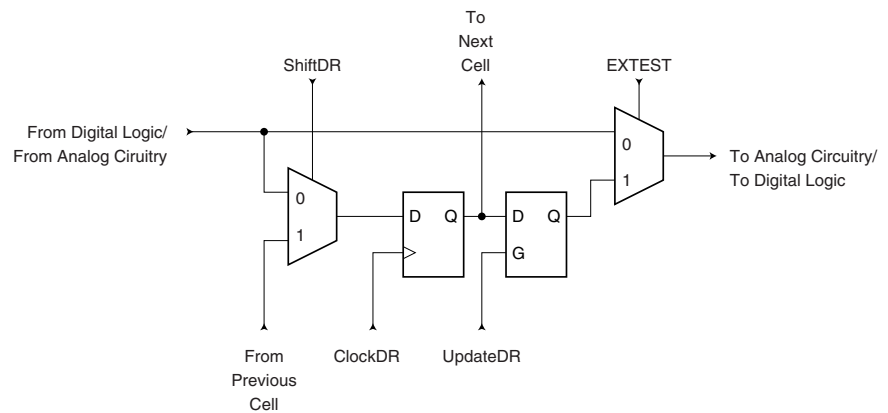 To
Next
Cell
ShiftDR
EXTEST
From Digital Logic/
From Analog Ciruitry
0
1
To Analog Circuitry/
To Digital Logic
0
1
D Q
D Q
G
From
Previous
Cell
ClockDR
UpdateDR